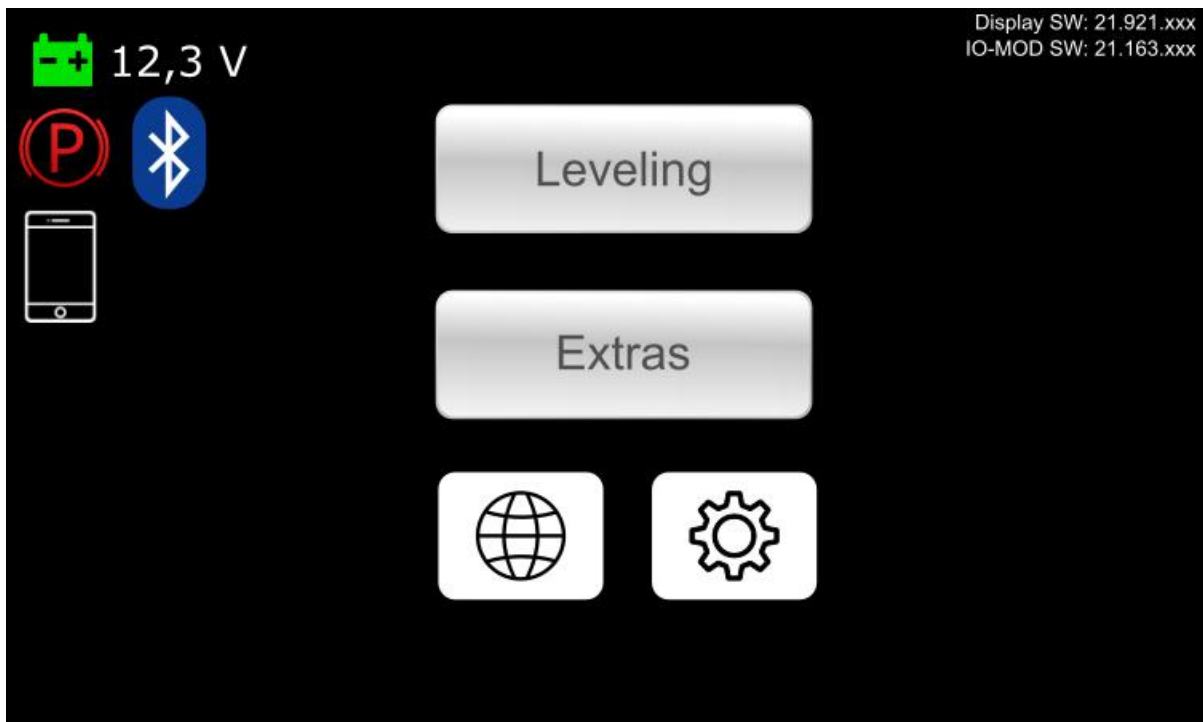 Display SW: 21.921.xxx
IO-MOD SW: 21.163.xxx
12,3 V
P
Leveling
Extras